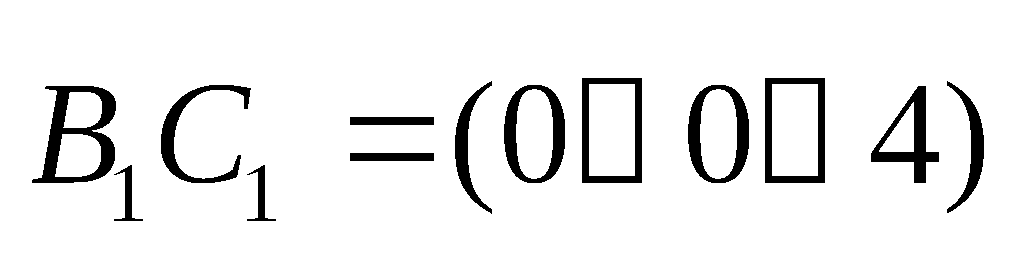 B₁C₁ = (0▯ 0▯ 4)